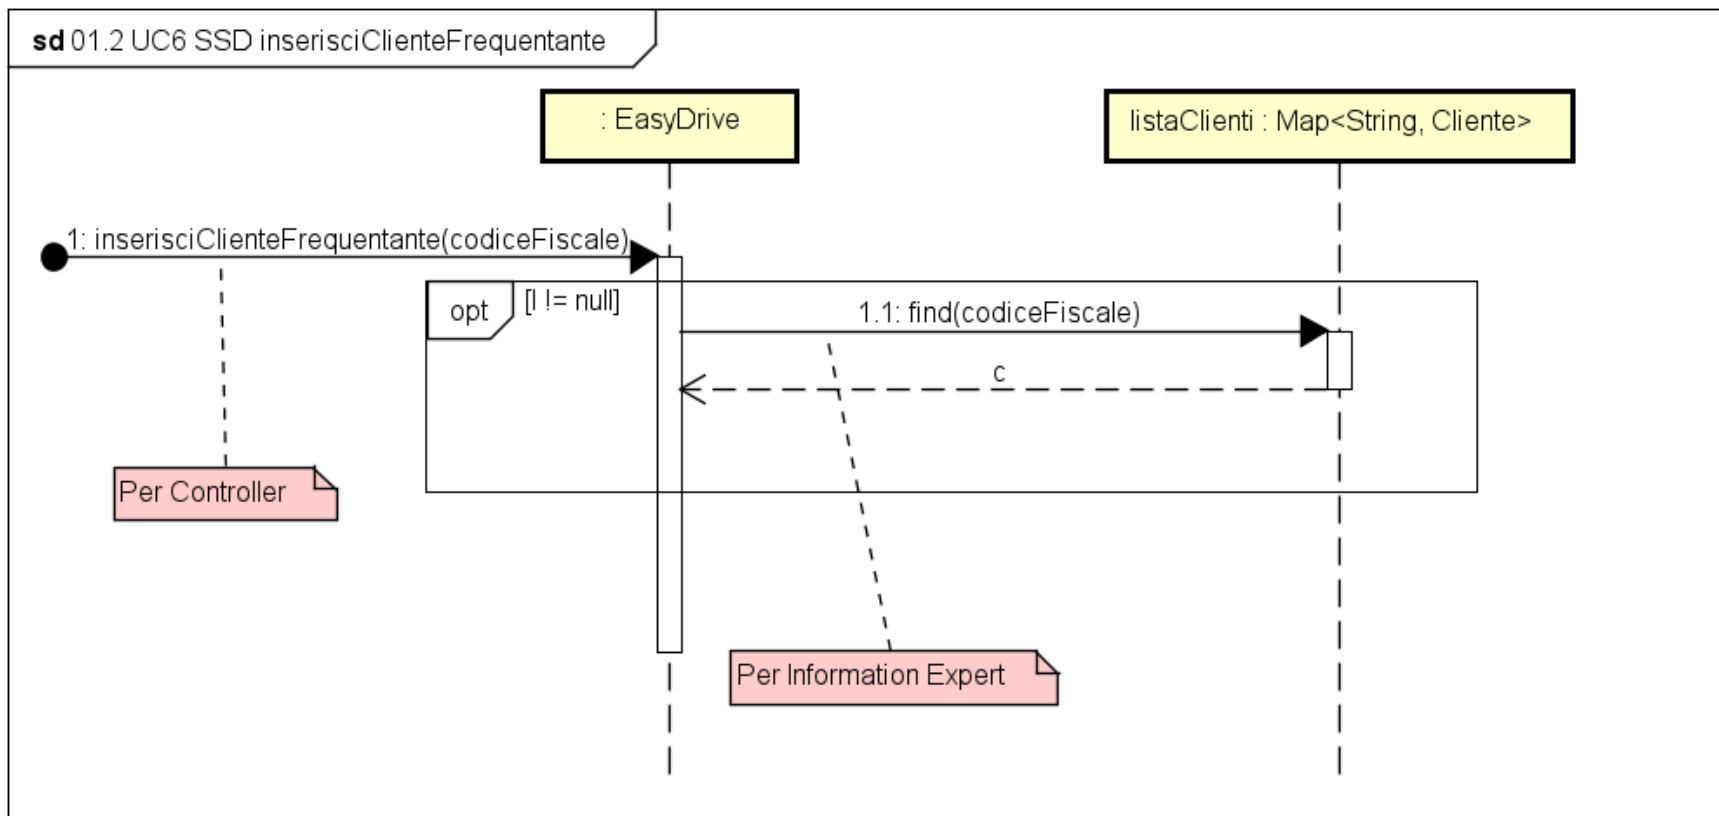 sd 01.2 UC6 SSD inserisciClienteFrequentante
: EasyDrive
listaClienti : Map<String, Cliente>
1: inserisciClienteFrequentante(codiceFiscale)
opt
[l != null]
1.1: find(codiceFiscale)
c
Per Controller
Per Information Expert